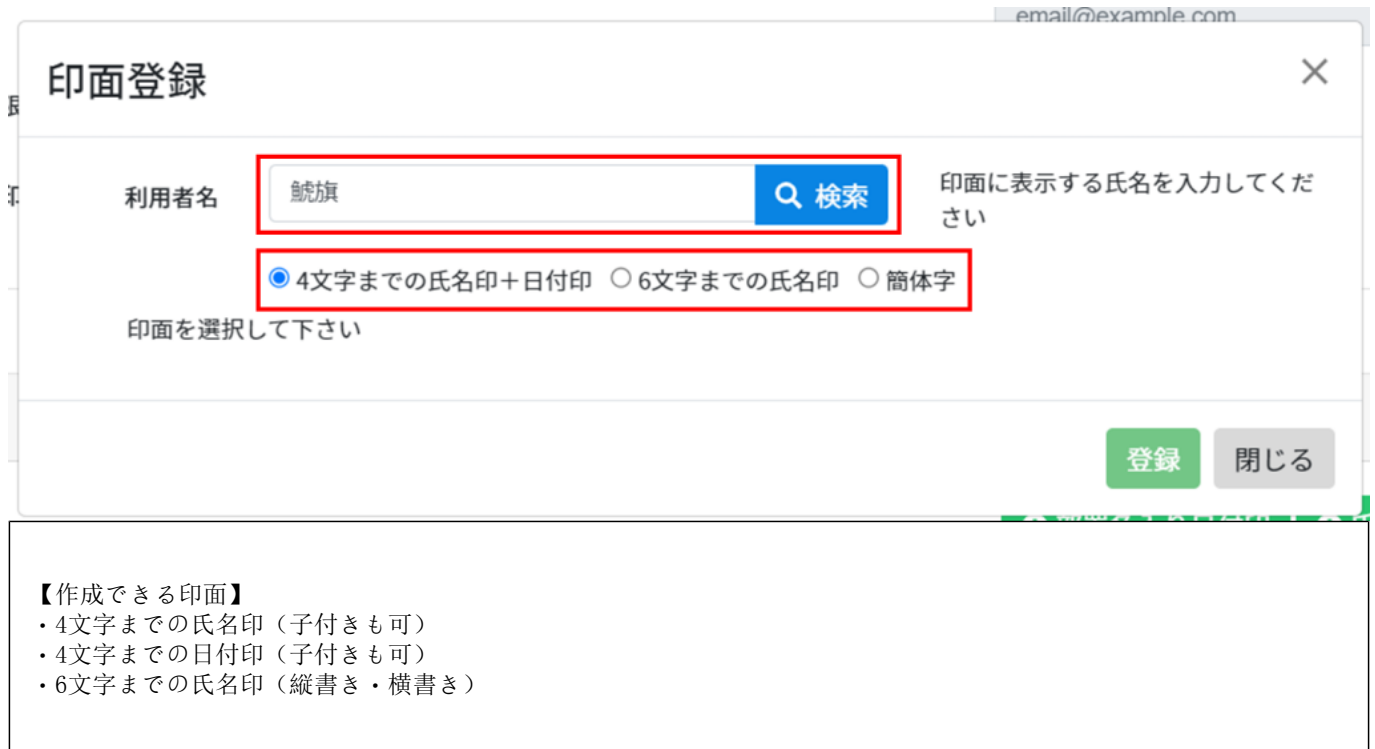 email@example.com
印面登録
利用者名
鯱旗
検索
印面に表示する氏名を入力してくだ
さい
4文字までの氏名印＋日付印 6文字までの氏名印 簡体字
印面を選択して下さい
登録 閉じる
【作成できる印面】
・4文字までの氏名印（子付きも可）
・4文字までの日付印（子付きも可）
・6文字までの氏名印（縦書き・横書き）